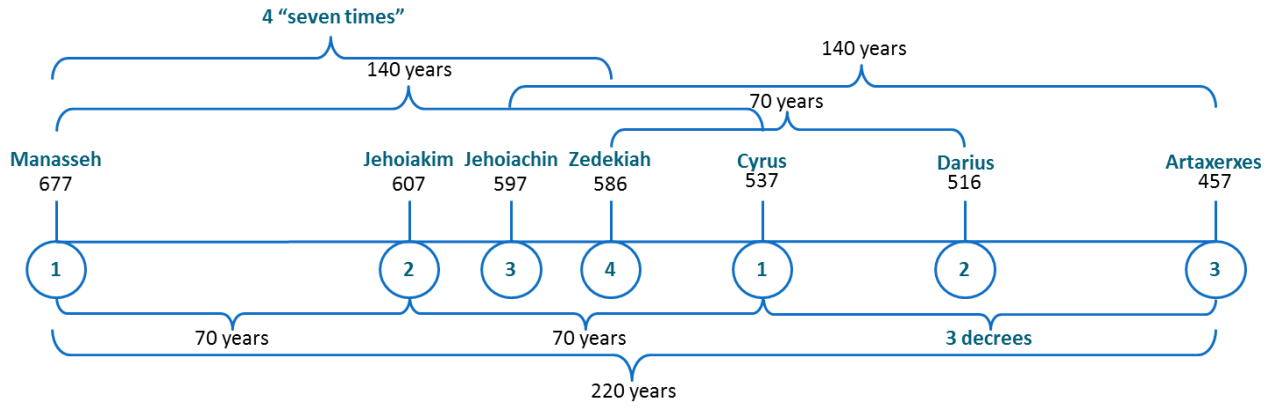 4 “seven times”
140 years
140 years
70 years
Manasseh
677
Jehoiakim
607
Jehoiachin
597
Zedekiah
586
Cyrus
537
Darius
516
Artaxerxes
457
1
2
3
4
1
2
3
70 years
70 years
3 decrees
220 years